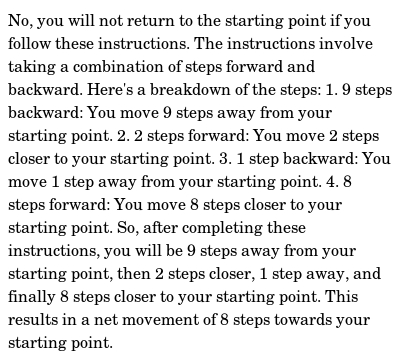 No, you will not return to the starting point if you
follow these instructions. The instructions involve
taking a combination of steps forward and
backward. Here's a breakdown of the steps: 1. 9 steps
backward: You move 9 steps away from your
starting point. 2. 2 steps forward: You move 2 steps
closer to your starting point. 3. 1 step backward: You
move 1 step away from your starting point. 4. 8
steps forward: You move 8 steps closer to your
starting point. So, after completing these
instructions, you will be 9 steps away from your
starting point, then 2 steps closer, 1 step away, and
finally 8 steps closer to your starting point. This
results in a net movement of 8 steps towards your
starting point.